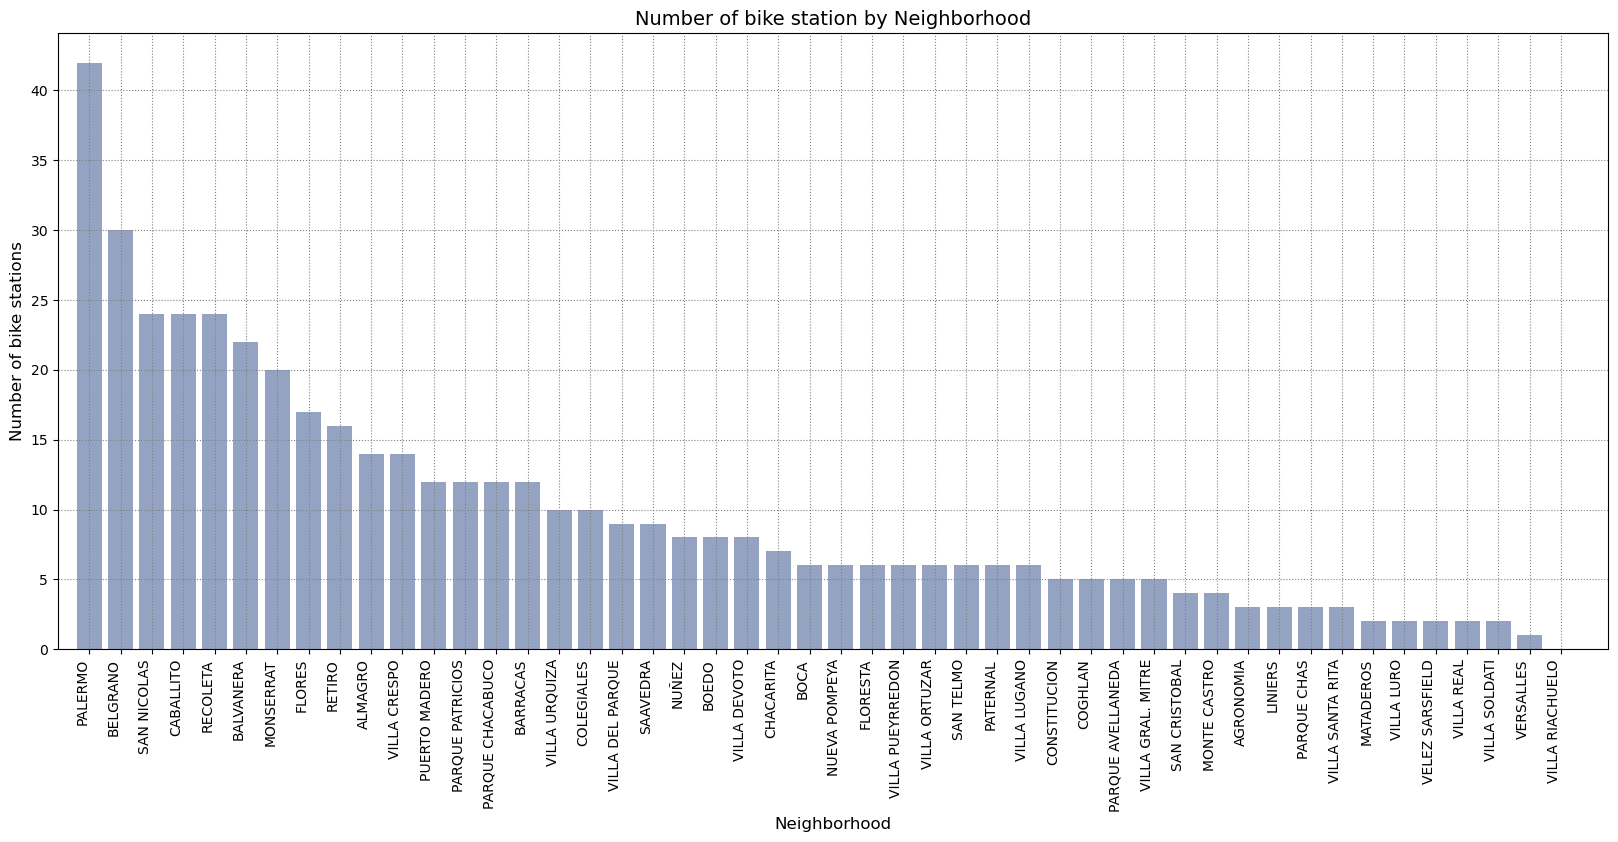 Number of bike station by Neighborhood
Number of bike stations
40
35
30
25
20
15
10
5
0
PALERMO
BELGRANO
SAN NICOLAS
CABALLITO
RECOLETA
BALVANERA
MONSERRAT
FLORES
RETIRO
ALMAGRO
VILLA CRESPO
PUERTO MADERO
PARQUE PATRICIOS
PARQUE CHACABUCO
BARRACAS
VILLA URQUIZA
COLEGIALES
VILLA DEL PARQUE
SAAVEDRA
NUÑEZ
BOEDO
VILLA DEVOTO
CHACARITA
BOCA
NUEVA POMPEYA
FLORESTA
VILLA PUEYRREDON
VILLA ORTUZAR
SAN TELMO
PATERNAL
VILLA LUGANO
CONSTITUCION
COGHLAN
PARQUE AVELLANEDA
VILLA GRAL. MITRE
SAN CRISTOBAL
MONTE CASTRO
AGRONOMIA
LINIERS
PARQUE CHAS
VILLA SANTA RITA
MATADEROS
VILLA LURO
VELEZ SARSFIELD
VILLA REAL
VILLA SOLDATI
VERSALLES
VILLA RIACHUELO
Neighborhood